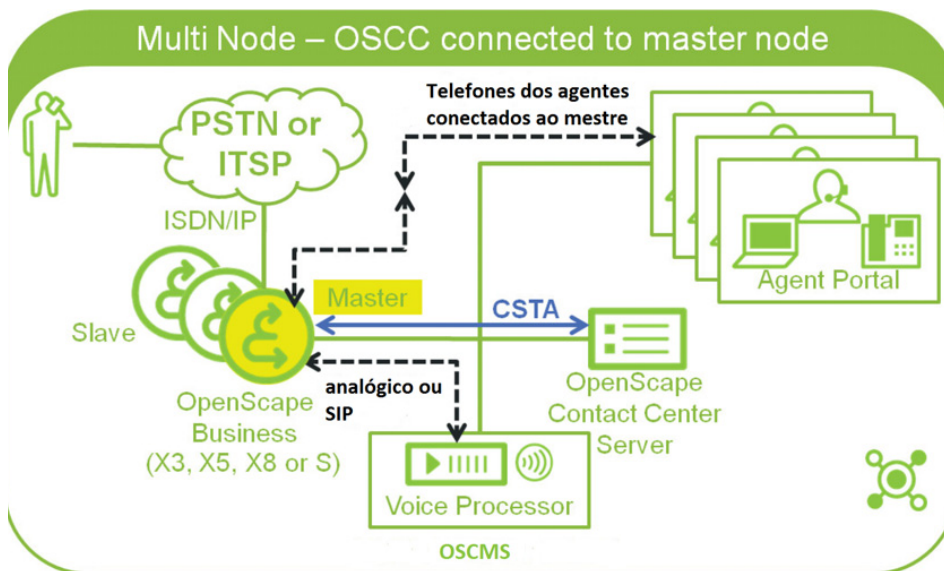 Multi Node – OSCC connected to master node
Telefones dos agentes
conectados ao mestre
PSTN or
ITSP
ISDN/IP
Agent Portal
Master
CSTA
Slave
analógico ou
SIP
OpenScape
Business
(X3, X5, X8 or S)
OpenScape
Contact Center
Server
Voice Processor
OSCMS